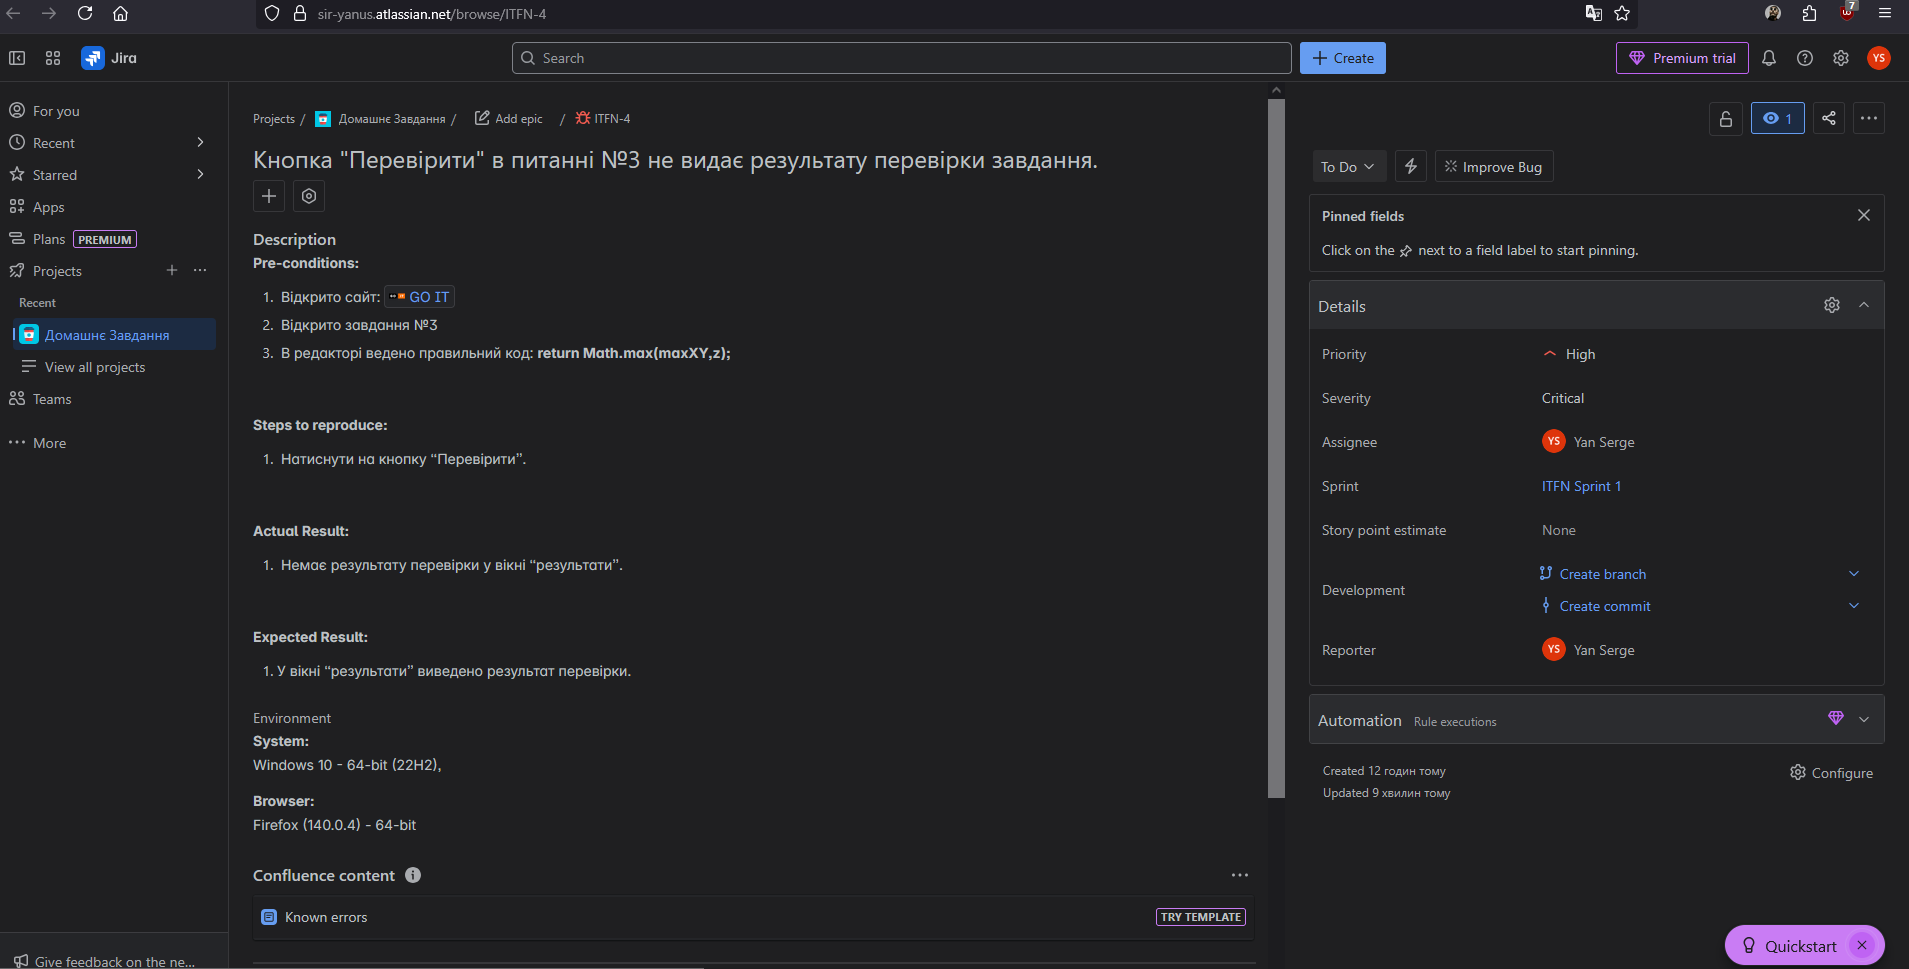 sir-yanus.atlassian.net/browse/ITFN-4
7
Jira
Search
Create
Premium trial
YS
For you
Recent
Starred
Apps
Plans PREMIUM
Projects
Recent
Домашнє Завдання
View all projects
Teams
More
Give feedback on the ne...
Projects / Домашнє Завдання / Add epic / ITFN-4
Кнопка "Перевірити" в питанні №3 не видає результату перевірки завдання.
Description
Pre-conditions:
1. Відкрито сайт: GO IT
2. Відкрито завдання №3
3. В редакторі ведено правильний код: return Math.max(maxXY,z);
Steps to reproduce:
1. Натиснути на кнопку “Перевірити”.
Actual Result:
1. Немає результату перевірки у вікні “результати”.
Expected Result:
1. У вікні “результати” виведено результат перевірки.
Environment
System:
Windows 10 - 64-bit (22H2),
Browser:
Firefox (140.0.4) - 64-bit
Confluence content
Known errors
TRY TEMPLATE
1
To Do
Improve Bug
Pinned fields
Click on the next to a field label to start pinning.
Details
Priority High
Severity Critical
Assignee YS Yan Serge
Sprint ITFN Sprint 1
Story point estimate None
Development Create branch
Create commit
Reporter YS Yan Serge
Automation Rule executions
Created 12 годин тому
Updated 9 хвилин тому
Configure
Quickstart